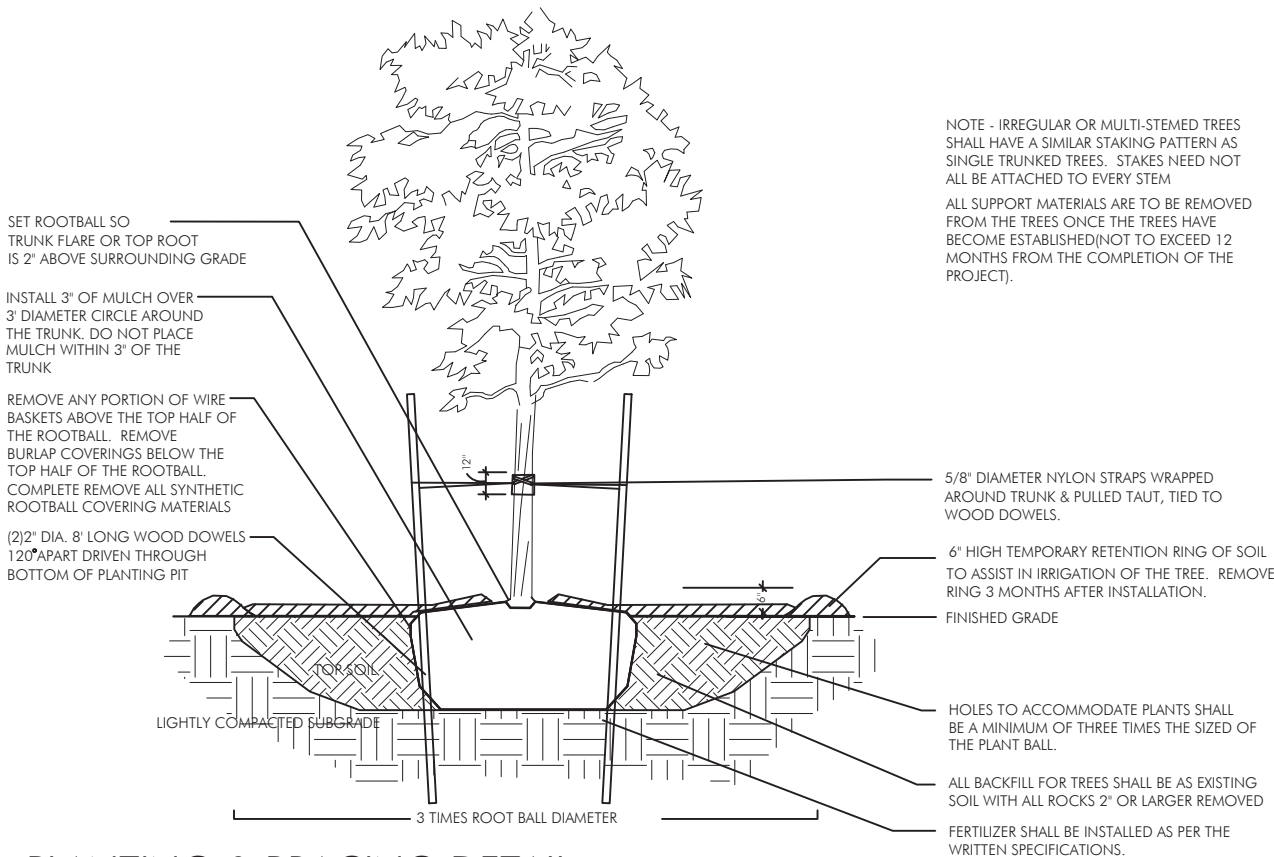 NOTE - IRREGULAR OR MULTI-STEMED TREES
SHALL HAVE A SIMILAR STAKING PATTERN AS
SINGLE TRUNKED TREES. STAKES NEED NOT
ALL BE ATTACHED TO EVERY STEM
ALL SUPPORT MATERIALS ARE TO BE REMOVED
FROM THE TREES ONCE THE TREES HAVE
BECOME ESTABLISHED(NOT TO EXCEED 12
MONTHS FROM THE COMPLETION OF THE
PROJECT).
SET ROOTBALL SO
TRUNK FLARE OR TOP ROOT
IS 2" ABOVE SURROUNDING GRADE
INSTALL 3" OF MULCH OVER
3' DIAMETER CIRCLE AROUND
THE TRUNK. DO NOT PLACE
MULCH WITHIN 3" OF THE
TRUNK
REMOVE ANY PORTION OF WIRE
BASKETS ABOVE THE TOP HALF OF
THE ROOTBALL. REMOVE
BURLAP COVERINGS BELOW THE
TOP HALF OF THE ROOTBALL.
COMPLETE REMOVE ALL SYNTHETIC
ROOTBALL COVERING MATERIALS
(2)2" DIA. 8' LONG WOOD DOWELS
120° APART DRIVEN THROUGH
BOTTOM OF PLANTING PIT
12"
5/8" DIAMETER NYLON STRAPS WRAPPED
AROUND TRUNK & PULLED TAUT, TIED TO
WOOD DOWELS.
6" HIGH TEMPORARY RETENTION RING OF SOIL
TO ASSIST IN IRRIGATION OF THE TREE. REMOVE
RING 3 MONTHS AFTER INSTALLATION.
6"
FINISHED GRADE
TOP SOIL
LIGHTLY COMPACTED SUBGRADE
HOLES TO ACCOMMODATE PLANTS SHALL
BE A MINIMUM OF THREE TIMES THE SIZED OF
THE PLANT BALL.
ALL BACKFILL FOR TREES SHALL BE AS EXISTING
SOIL WITH ALL ROCKS 2" OR LARGER REMOVED
FERTILIZER SHALL BE INSTALLED AS PER THE
WRITTEN SPECIFICATIONS.
3 TIMES ROOT BALL DIAMETER
PLANTING & BRACING DETAIL